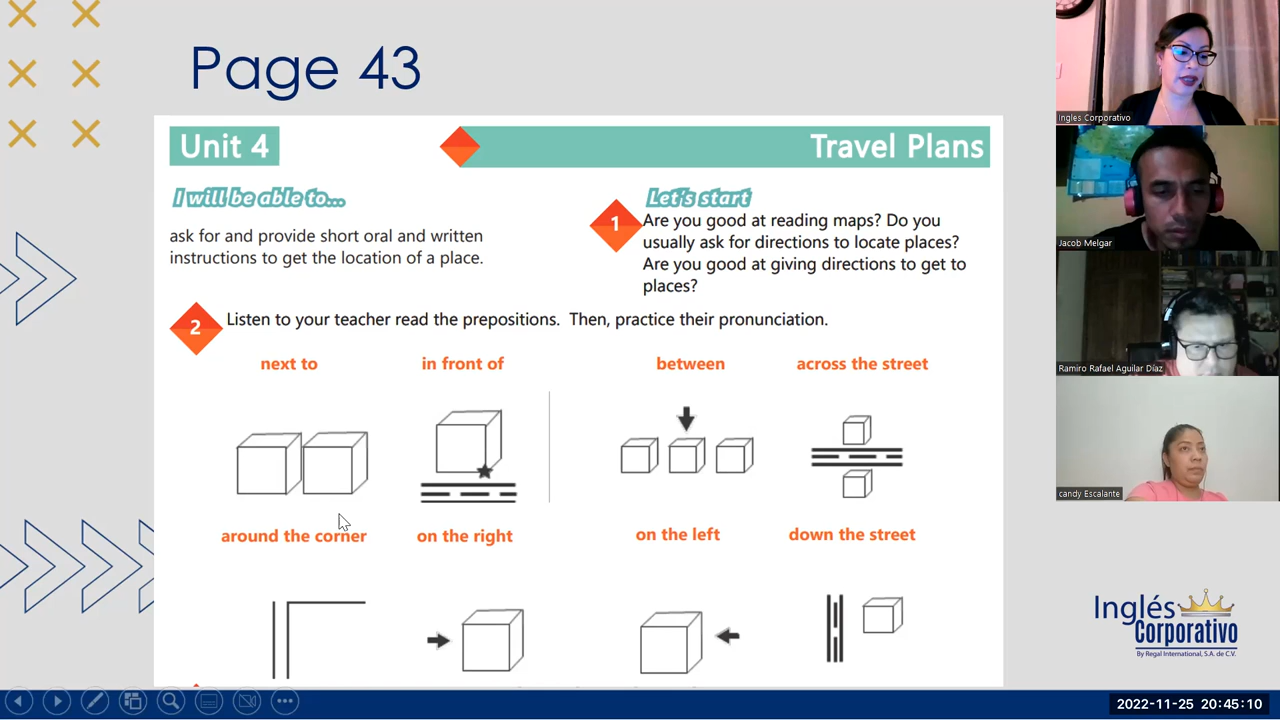 Page 43
Unit 4
Travel Plans
I will be able to...
ask for and provide short oral and written
instructions to get the location of a place.
Let's start
1
Are you good at reading maps? Do you
usually ask for directions to locate places?
Are you good at giving directions to get to
places?
2
Listen to your teacher read the prepositions. Then, practice their pronunciation.
next to
in front of
between
across the street
around the corner
on the right
on the left
down the street
Ingles Corporativo
Jacob Melgar
Ramiro Rafael Aguilar Díaz
candy Escalante
Inglés
Corporativo
By Regal International, S.A. de C.V.
2022-11-25 20:45:10